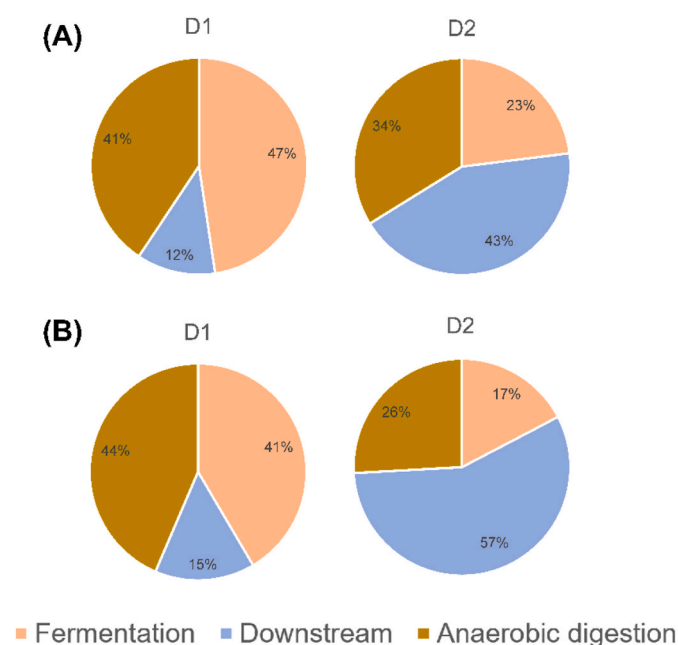 (A)
D1
D2
41%
47%
12%
34%
23%
43%
(B)
D1
D2
44%
41%
15%
26%
17%
57%
Fermentation Downstream Anaerobic digestion